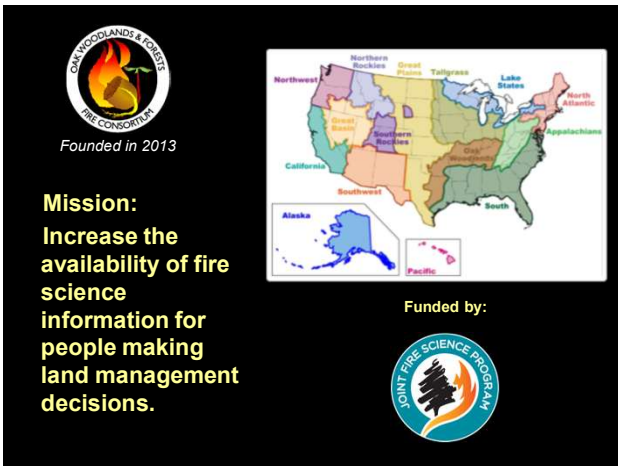 OAK WOODLANDS & FORESTS
FIRE CONSORTIUM
Founded in 2013
Mission:
Increase the
availability of fire
science
information for
people making
land management
decisions.
Northern
Rockies
Great
Plains
Tallgrass
Northwest
Lake
States
North
Atlantic
Great
Basin
Southern
Rockies
Oak
Woodlands
Appalachians
California
Southwest
South
Alaska
Pacific
Funded by:
JOINT FIRE SCIENCE PROGRAM